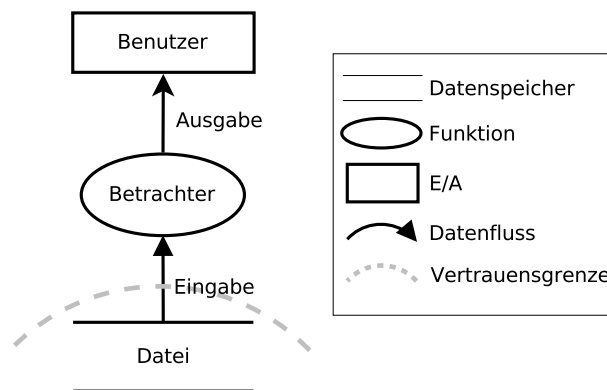 Benutzer
Ausgabe
Betrachter
Eingabe
Datei
Datenspeicher
Funktion
E/A
Datenfluss
Vertrauensgrenze